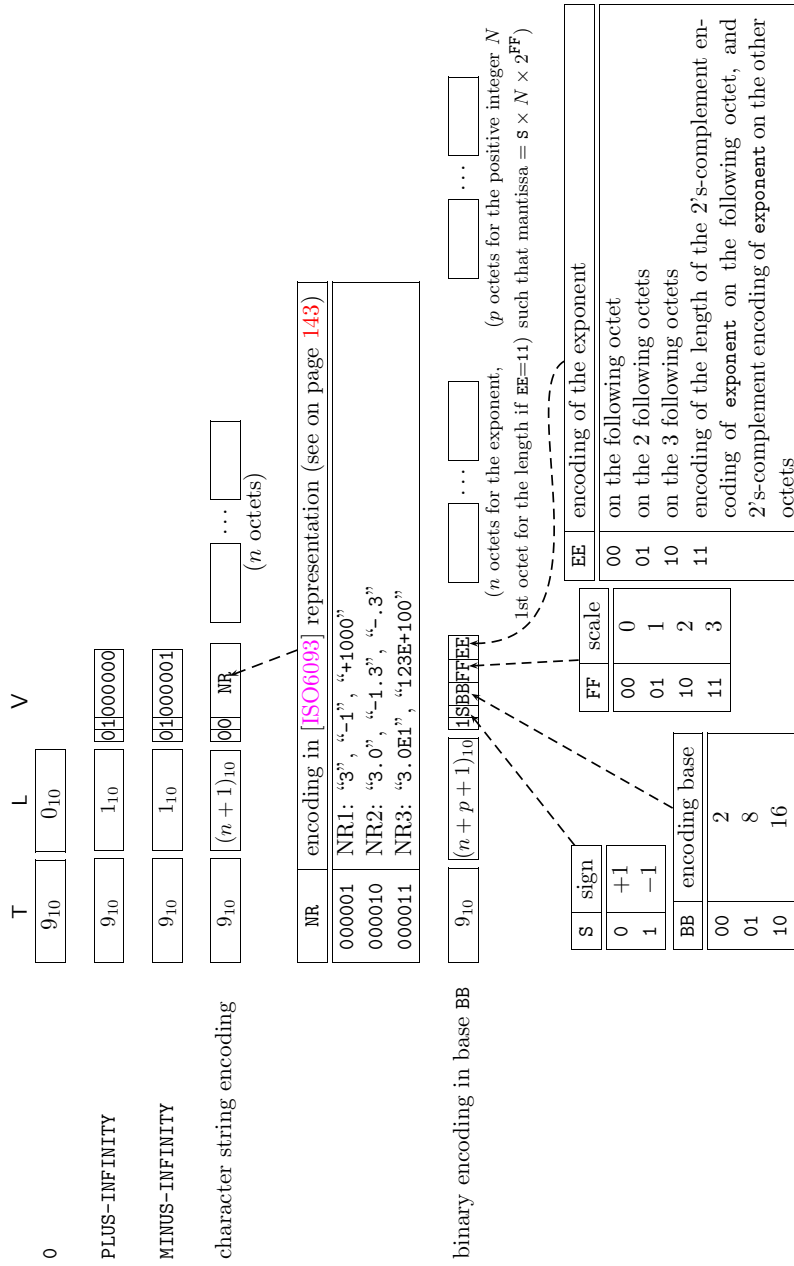 T L V
0 9₁₀ 0₁₀
PLUS-INFINITY 9₁₀ 1₁₀ 01000000
MINUS-INFINITY 9₁₀ 1₁₀ 01000001
character string encoding 9₁₀ (n + 1)₁₀ 00 NR ···
(n octets)
NR encoding in [ISO6093] representation (see on page 143)
000001 NR1: “3”, “-1”, “+1000”
000010 NR2: “3.0”, “-1.3”, “-.3”
000011 NR3: “3.0E1”, “123E+100”
binary encoding in base BB 9₁₀ (n + p + 1)₁₀ 1SBBFFEE ··· ···
(n octets for the exponent, (p octets for the positive integer N
1st octet for the length if EE=11) such that mantissa = S × N × 2^FF)
S sign
0 +1
1 −1
BB encoding base
00 2
01 8
10 16
FF scale
00 0
01 1
10 2
11 3
EE encoding of the exponent
00 on the following octet
01 on the 2 following octets
10 on the 3 following octets
11 encoding of the length of the 2's-complement en-
coding of exponent on the following octet, and
2's-complement encoding of exponent on the other
octets